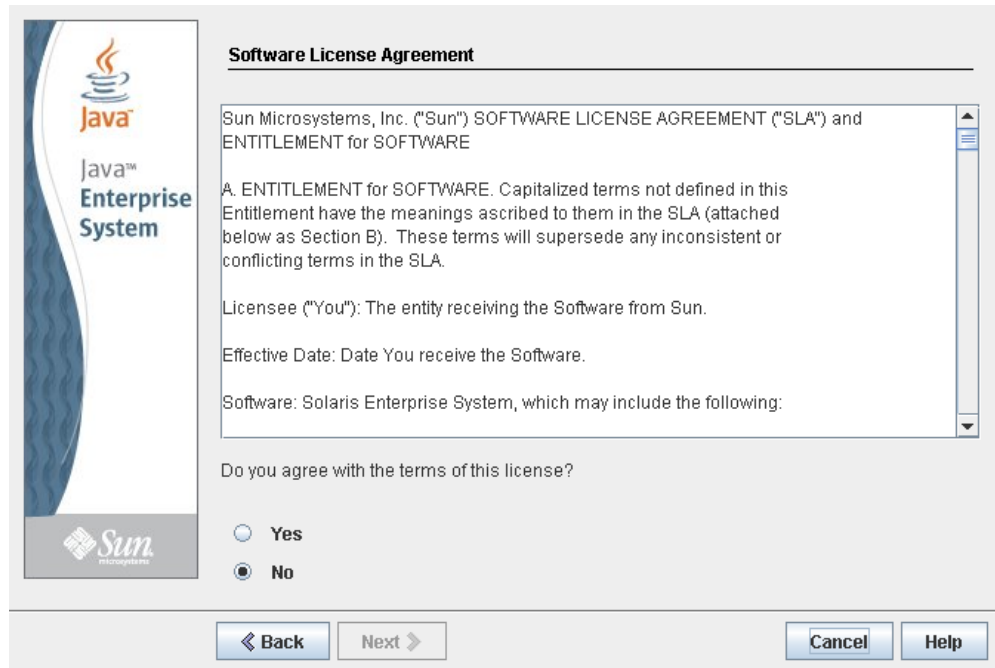 Java™
Java™
Enterprise
System
Sun
microsystems
Software License Agreement
Sun Microsystems, Inc. ("Sun") SOFTWARE LICENSE AGREEMENT ("SLA") and
ENTITLEMENT for SOFTWARE
A. ENTITLEMENT for SOFTWARE. Capitalized terms not defined in this
Entitlement have the meanings ascribed to them in the SLA (attached
below as Section B).  These terms will supersede any inconsistent or
conflicting terms in the SLA.
Licensee ("You"): The entity receiving the Software from Sun.
Effective Date: Date You receive the Software.
Software: Solaris Enterprise System, which may include the following:
Do you agree with the terms of this license?
Yes
No
Back
Next
Cancel
Help